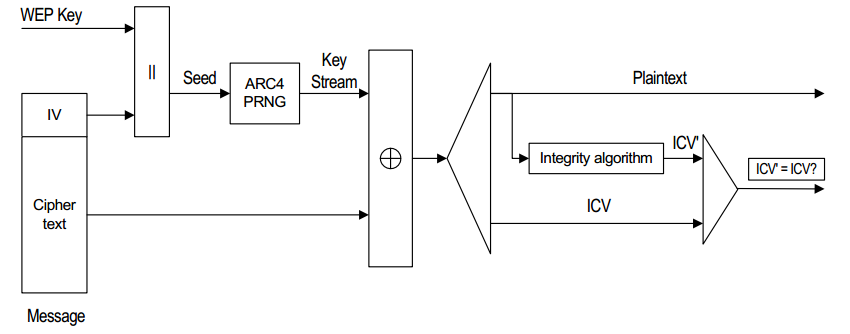 WEP Key
||
Seed
ARC4
PRNG
Key
Stream
Plaintext
IV
ICV'
Integrity algorithm
ICV' = ICV?
Cipher
text
ICV
Message